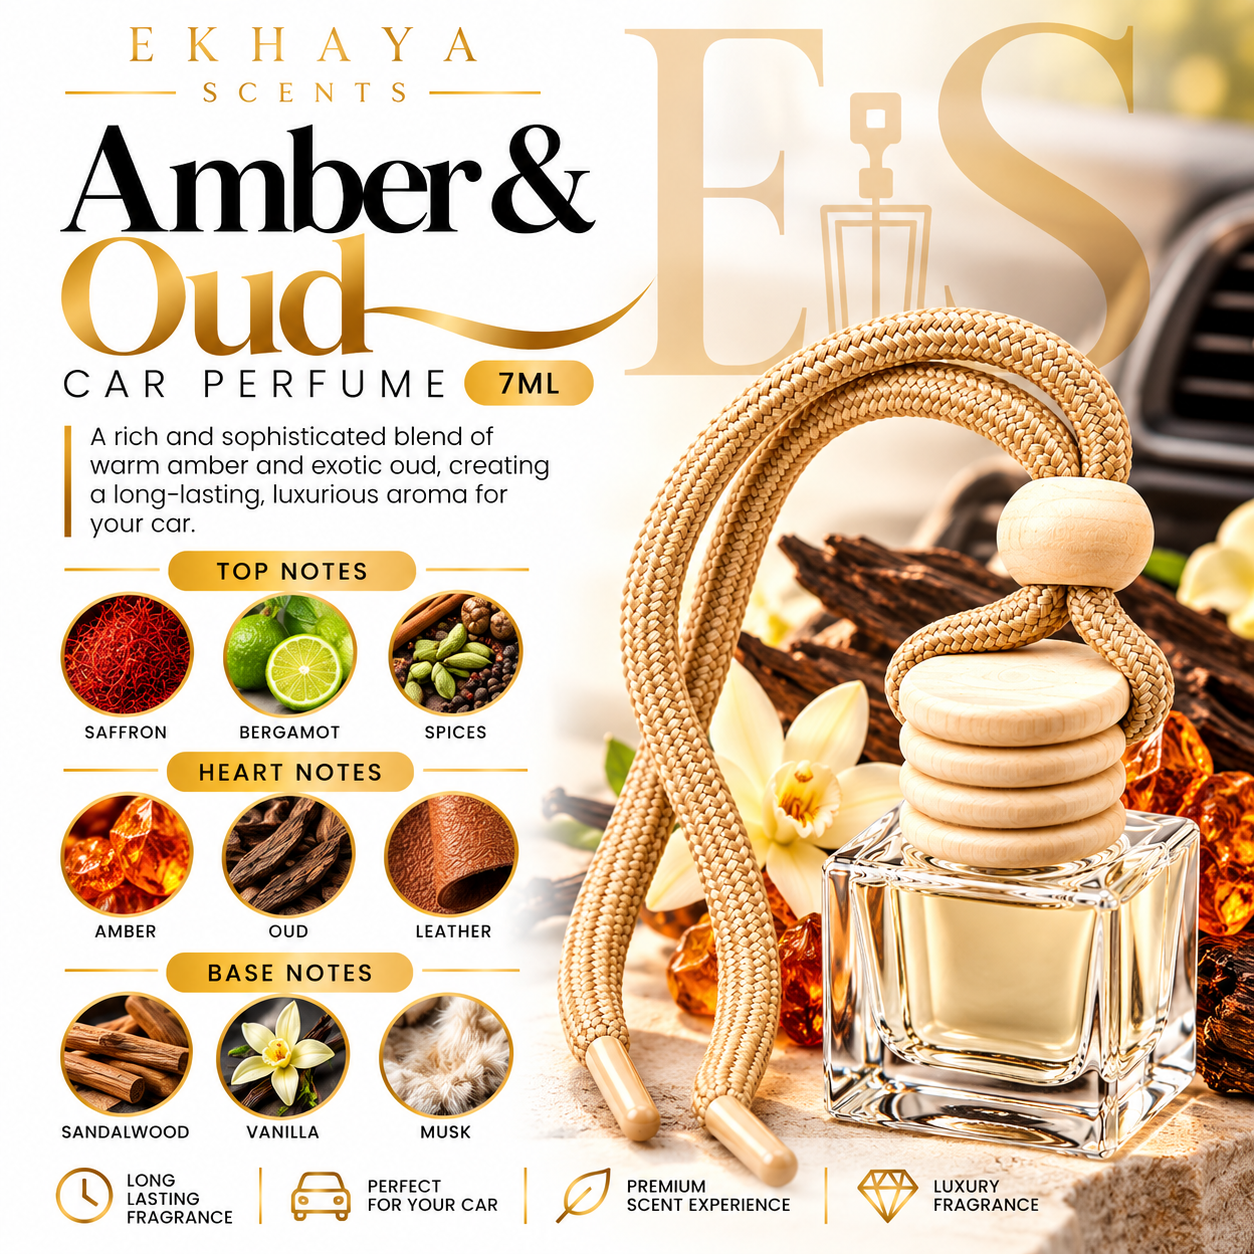 EKHAYA
SCENTS
ES
Amber &
Oud
CAR PERFUME 7ML
A rich and sophisticated blend of
warm amber and exotic oud, creating
a long-lasting, luxurious aroma for
your car.
TOP NOTES
SAFFRON BERGAMOT SPICES
HEART NOTES
AMBER OUD LEATHER
BASE NOTES
SANDALWOOD VANILLA MUSK
LONG
LASTING
FRAGRANCE
PERFECT
FOR YOUR CAR
PREMIUM
SCENT EXPERIENCE
LUXURY
FRAGRANCE